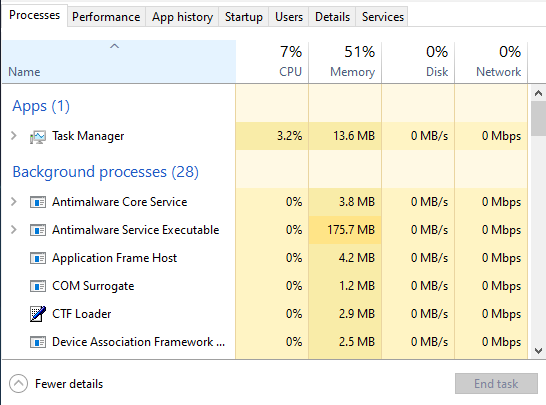 Processes Performance App history Startup Users Details Services
7% 51% 0% 0%
Name CPU Memory Disk Network
Apps (1)
Task Manager 3.2% 13.6 MB 0 MB/s 0 Mbps
Background processes (28)
Antimalware Core Service 0% 3.8 MB 0 MB/s 0 Mbps
Antimalware Service Executable 0% 175.7 MB 0 MB/s 0 Mbps
Application Frame Host 0% 4.2 MB 0 MB/s 0 Mbps
COM Surrogate 0% 1.2 MB 0 MB/s 0 Mbps
CTF Loader 0% 2.9 MB 0 MB/s 0 Mbps
Device Association Framework ... 0% 2.5 MB 0 MB/s 0 Mbps
Fewer details End task